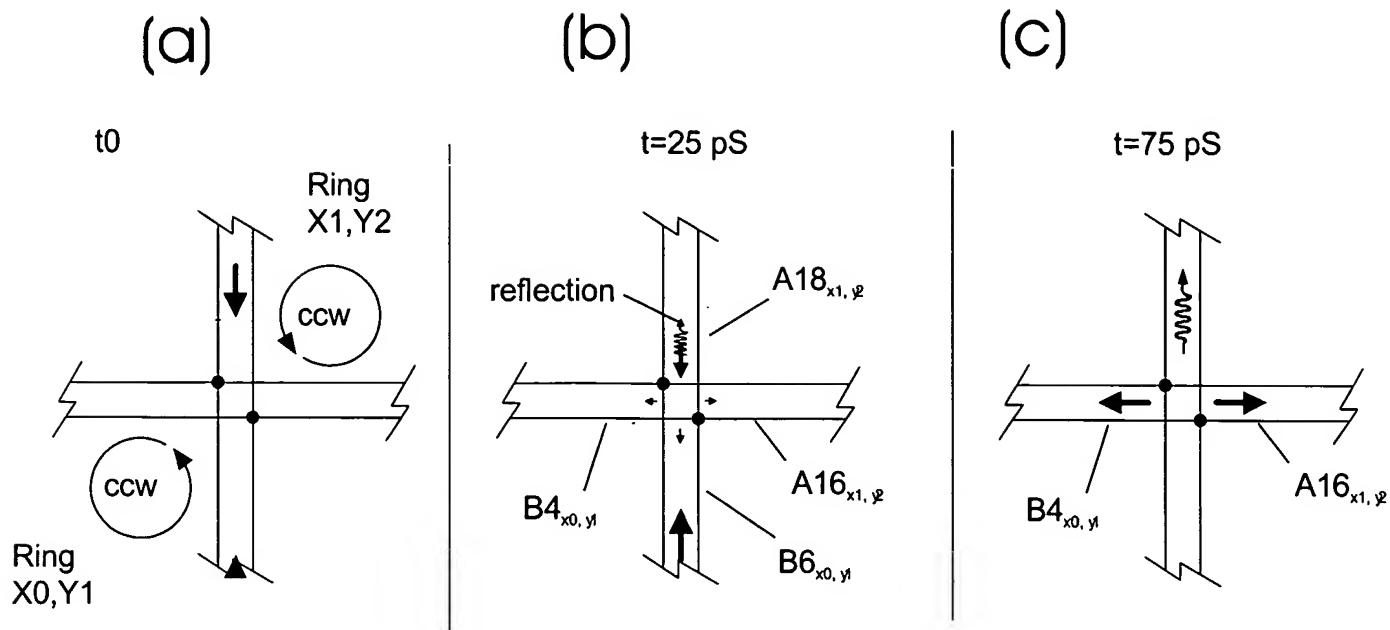 (a)
(b)
(c)
t0
t=25 pS
t=75 pS
Ring
X1,Y2
ccw
ccw
Ring
X0,Y1
reflection
A18x1, y2
A16x1, y2
B4x0, y1
B6x0, y1
B4x0, y1
A16x1, y2